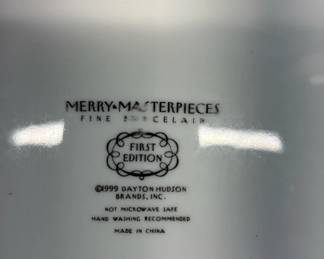 MERRY•MASTERPIECES
FINE PORCELAIN
FIRST
EDITION
©1999 DAYTON HUDSON
BRANDS, INC.
NOT MICROWAVE SAFE
HAND WASHING RECOMMENDED
MADE IN CHINA